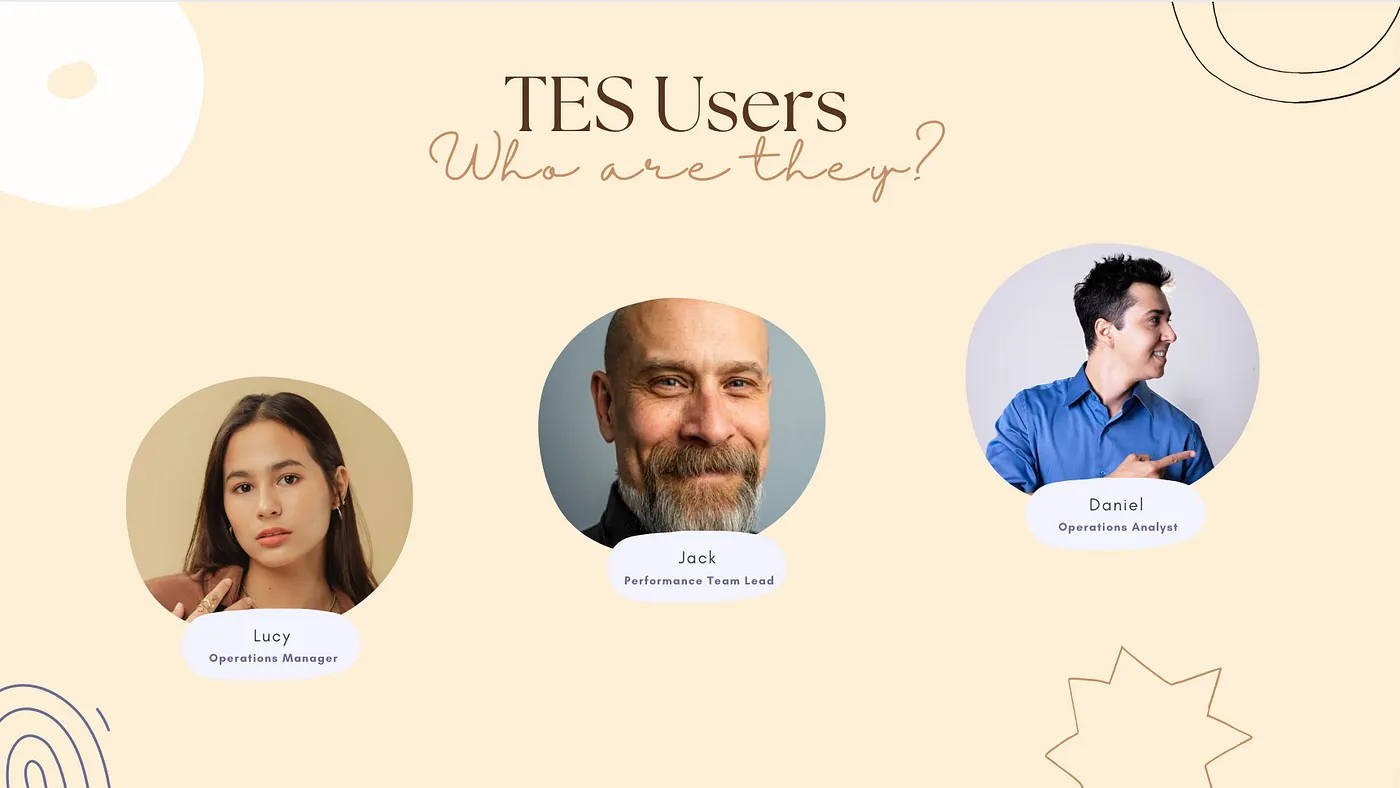 TES Users
Who are they?
Daniel
Operations Analyst
Jack
Performance Team Lead
Lucy
Operations Manager